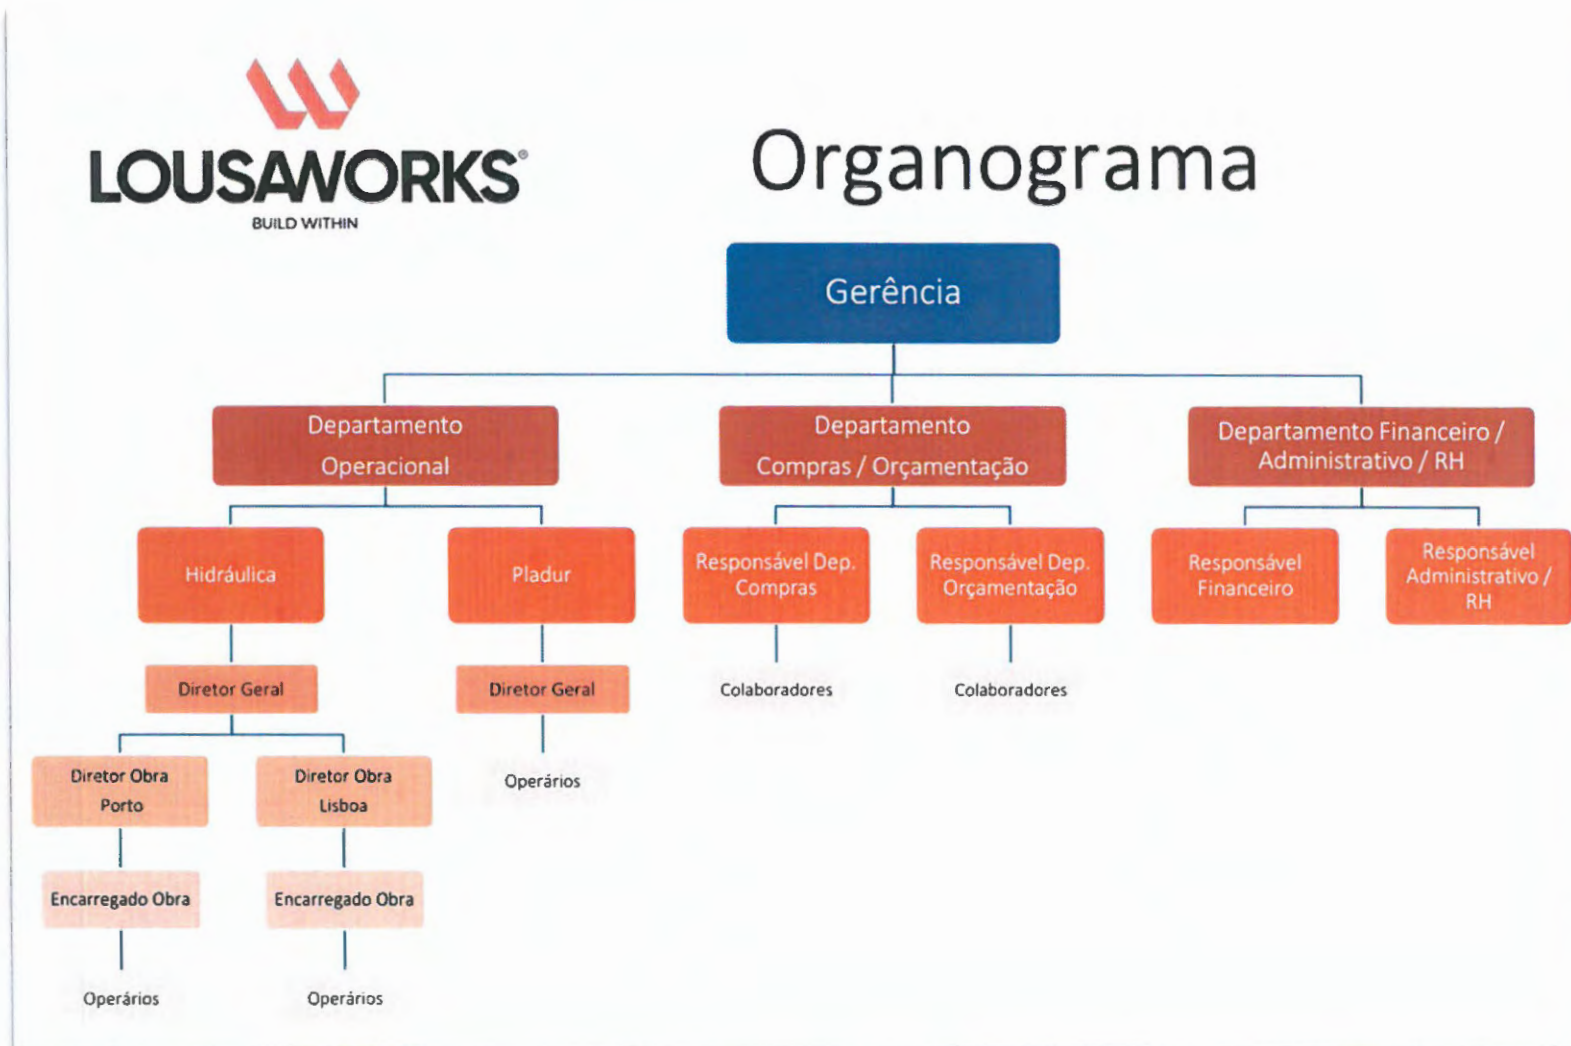 LOUSAWORKS®
BUILD WITHIN
Organograma
Gerência
Departamento
Operacional
Departamento
Compras / Orçamentação
Departamento Financeiro /
Administrativo / RH
Hidráulica
Pladur
Responsável Dep.
Compras
Responsável Dep.
Orçamentação
Responsável
Financeiro
Responsável
Administrativo /
RH
Diretor Geral
Diretor Geral
Colaboradores
Colaboradores
Diretor Obra
Porto
Diretor Obra
Lisboa
Operários
Encarregado Obra
Encarregado Obra
Operários
Operários